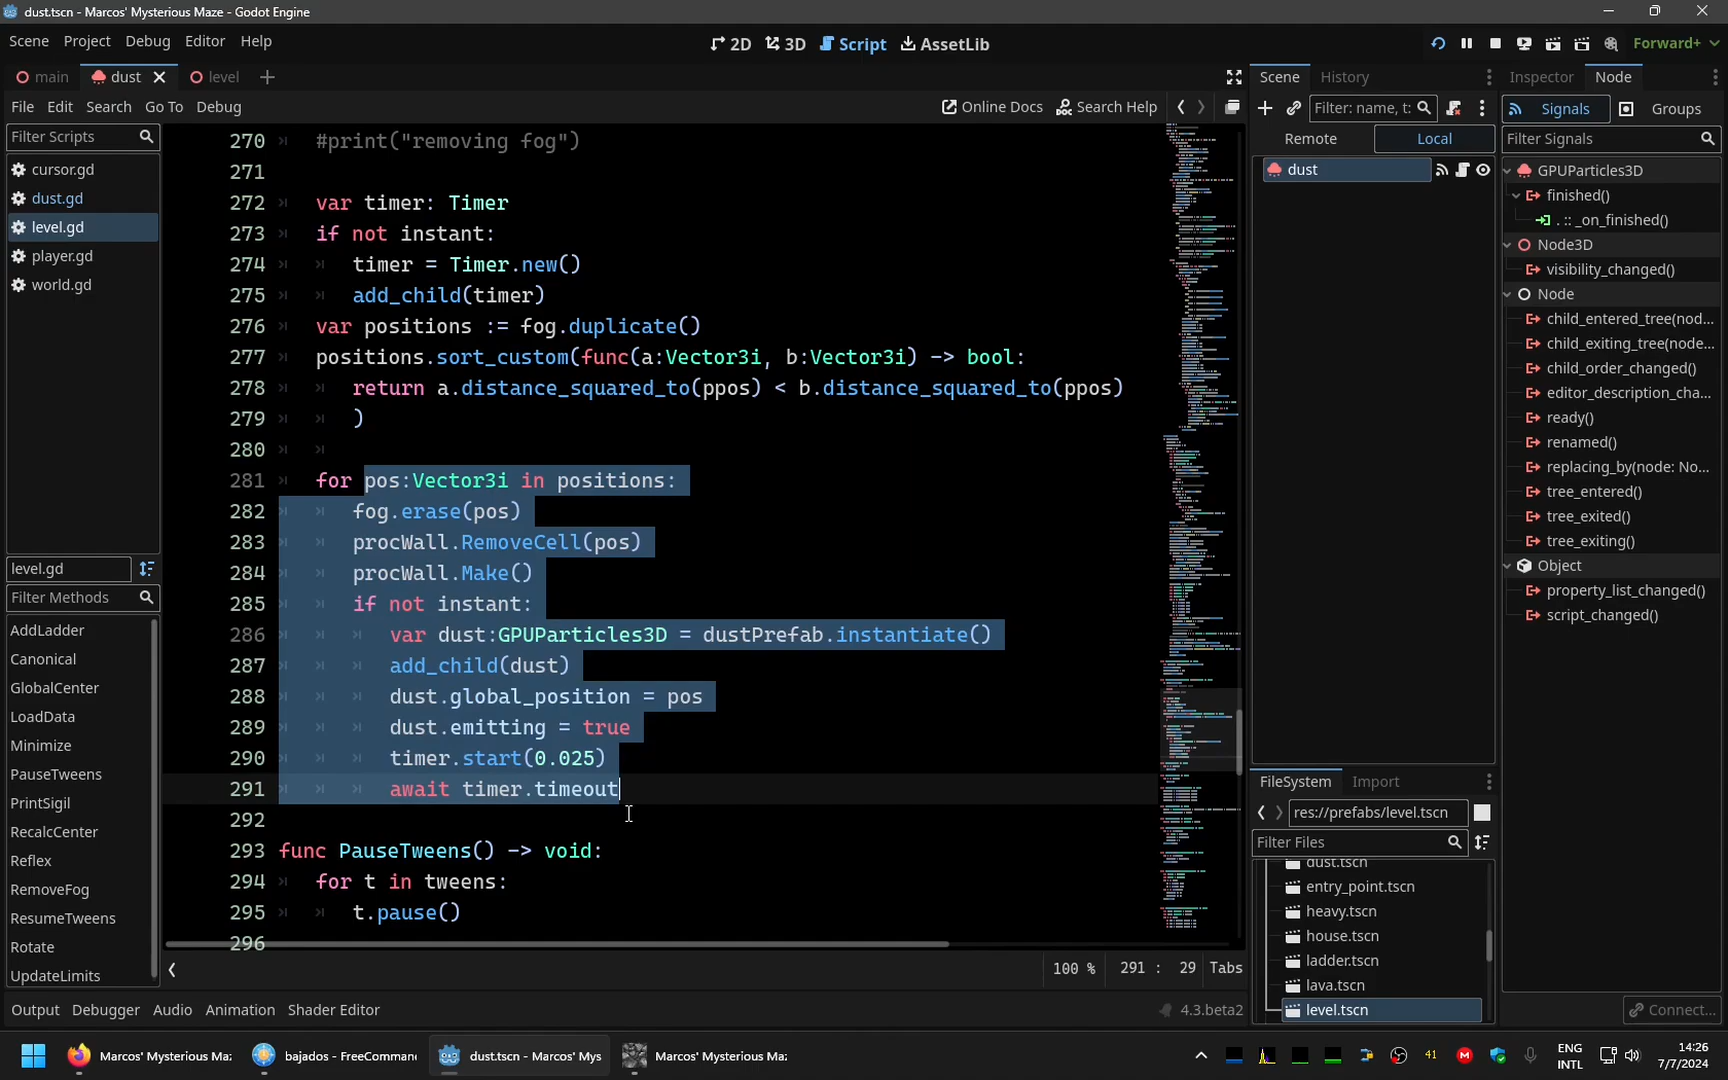 dust.tscn - Marcos' Mysterious Maze - Godot Engine
Scene Project Debug Editor Help
2D 3D Script AssetLib
Forward+
main dust level
File Edit Search Go To Debug
Online Docs Search Help
Filter Scripts
cursor.gd
dust.gd
level.gd
player.gd
world.gd
level.gd
Filter Methods
AddLadder
Canonical
GlobalCenter
LoadData
Minimize
PauseTweens
PrintSigil
RecalcCenter
Reflex
RemoveFog
ResumeTweens
Rotate
UpdateLimits
270 #print("removing fog")
271
272 var timer: Timer
273 if not instant:
274 timer = Timer.new()
275 add_child(timer)
276 var positions := fog.duplicate()
277 positions.sort_custom(func(a:Vector3i, b:Vector3i) -> bool:
278 return a.distance_squared_to(ppos) < b.distance_squared_to(ppos)
279 )
280
281 for pos:Vector3i in positions:
282 fog.erase(pos)
283 procWall.RemoveCell(pos)
284 procWall.Make()
285 if not instant:
286 var dust:GPUParticles3D = dustPrefab.instantiate()
287 add_child(dust)
288 dust.global_position = pos
289 dust.emitting = true
290 timer.start(0.025)
291 await timer.timeout
292
293 func PauseTweens() -> void:
294 for t in tweens:
295 t.pause()
296
100 % 291 : 29 Tabs
Output Debugger Audio Animation Shader Editor
4.3.beta2
Scene History
Filter: name, t:
Remote Local
dust
FileSystem Import
res://prefabs/level.tscn
Filter Files
dust.tscn
entry_point.tscn
heavy.tscn
house.tscn
ladder.tscn
lava.tscn
level.tscn
Inspector Node
Signals Groups
Filter Signals
GPUParticles3D
finished()
. :: _on_finished()
Node3D
visibility_changed()
Node
child_entered_tree(nod...
child_exiting_tree(node...
child_order_changed()
editor_description_cha...
ready()
renamed()
replacing_by(node: No...
tree_entered()
tree_exited()
tree_exiting()
Object
property_list_changed()
script_changed()
Connect...
Marcos' Mysterious Ma:
bajados - FreeComman
dust.tscn - Marcos' Mys
Marcos' Mysterious Ma:
41
ENG
INTL
14:26
7/7/2024